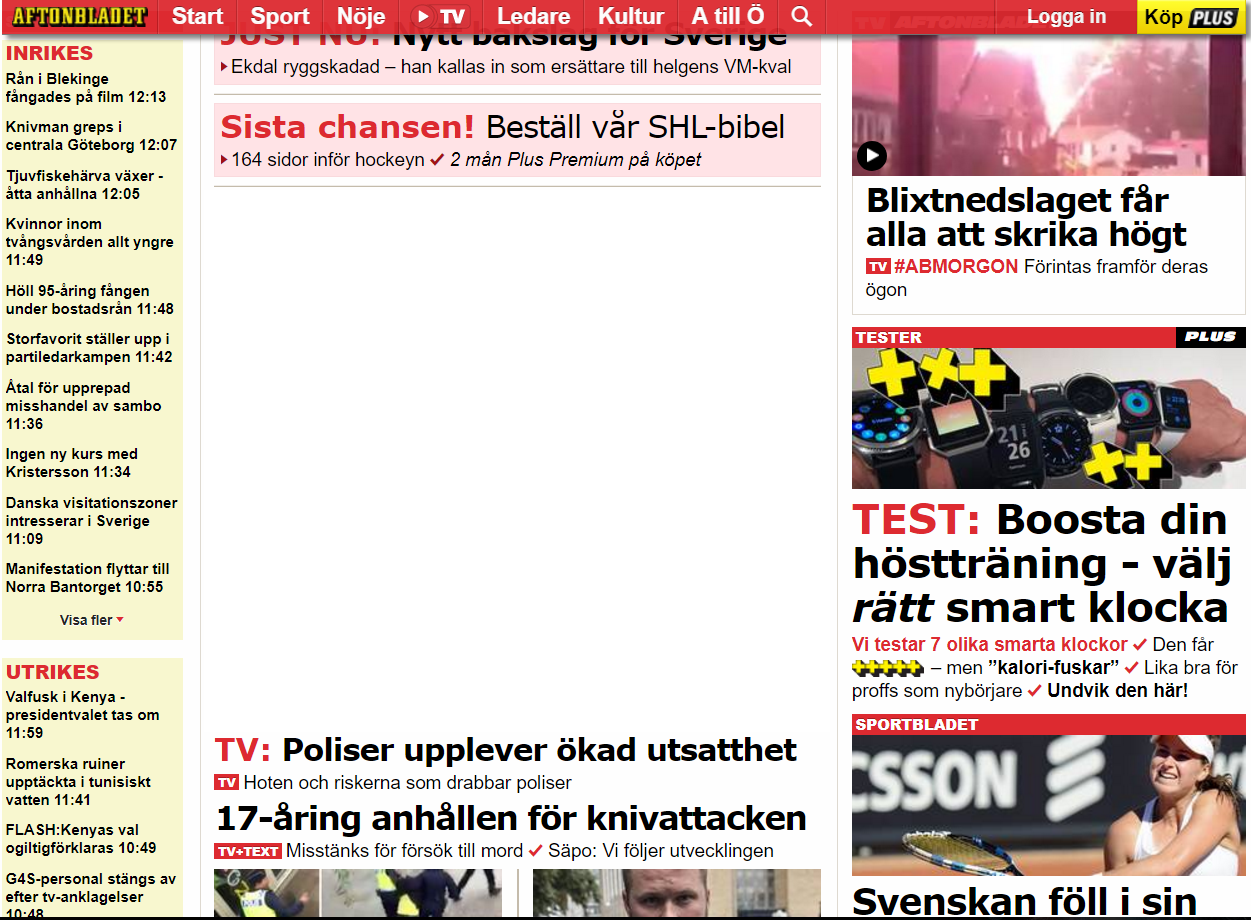 AFTONBLADET Start Sport Nöje TV Ledare Kultur A till Ö Logga in Köp PLUS
INRIKES
Rån i Blekinge
fångades på film 12:13
Knivman greps i
centrala Göteborg 12:07
Tjuvfiskehärva växer -
åtta anhållna 12:05
Kvinnor inom
tvångsvården allt yngre
11:49
Höll 95-åring fången
under bostadsrån 11:48
Storfavorit ställer upp i
partiledarkampen 11:42
Åtal för upprepad
misshandel av sambo
11:36
Ingen ny kurs med
Kristersson 11:34
Danska visitationszoner
intresserar i Sverige
11:09
Manifestation flyttar till
Norra Bantorget 10:55
Visa fler
UTRIKES
Valfusk i Kenya -
presidentvalet tas om
11:59
Romerska ruiner
upptäckta i tunisiskt
vatten 11:41
FLASH:Kenyas val
ogiltigförklaras 10:49
G4S-personal stängs av
efter tv-anklagelser
10:48
JUST NU: Nytt bakslag för Sverige
Ekdal ryggskadad – han kallas in som ersättare till helgens VM-kval
Sista chansen! Beställ vår SHL-bibel
164 sidor inför hockeyn ✓ 2 mån Plus Premium på köpet
TV: Poliser upplever ökad utsatthet
TV Hoten och riskerna som drabbar poliser
17-åring anhållen för knivattacken
TV+TEXT Misstänks för försök till mord ✓ Säpo: Vi följer utvecklingen
TV AFTONBLADET
Blixtnedslaget får
alla att skrika högt
TV #ABMORGON Förintas framför deras
ögon
TESTER PLUS
21
26
TEST: Boosta din
höstträning - välj
rätt smart klocka
Vi testar 7 olika smarta klockor ✓ Den får
+++++ – men ”kalori-fuskar” ✓ Lika bra för
proffs som nybörjare ✓ Undvik den här!
SPORTBLADET
CSSON
Svenskan föll i sin